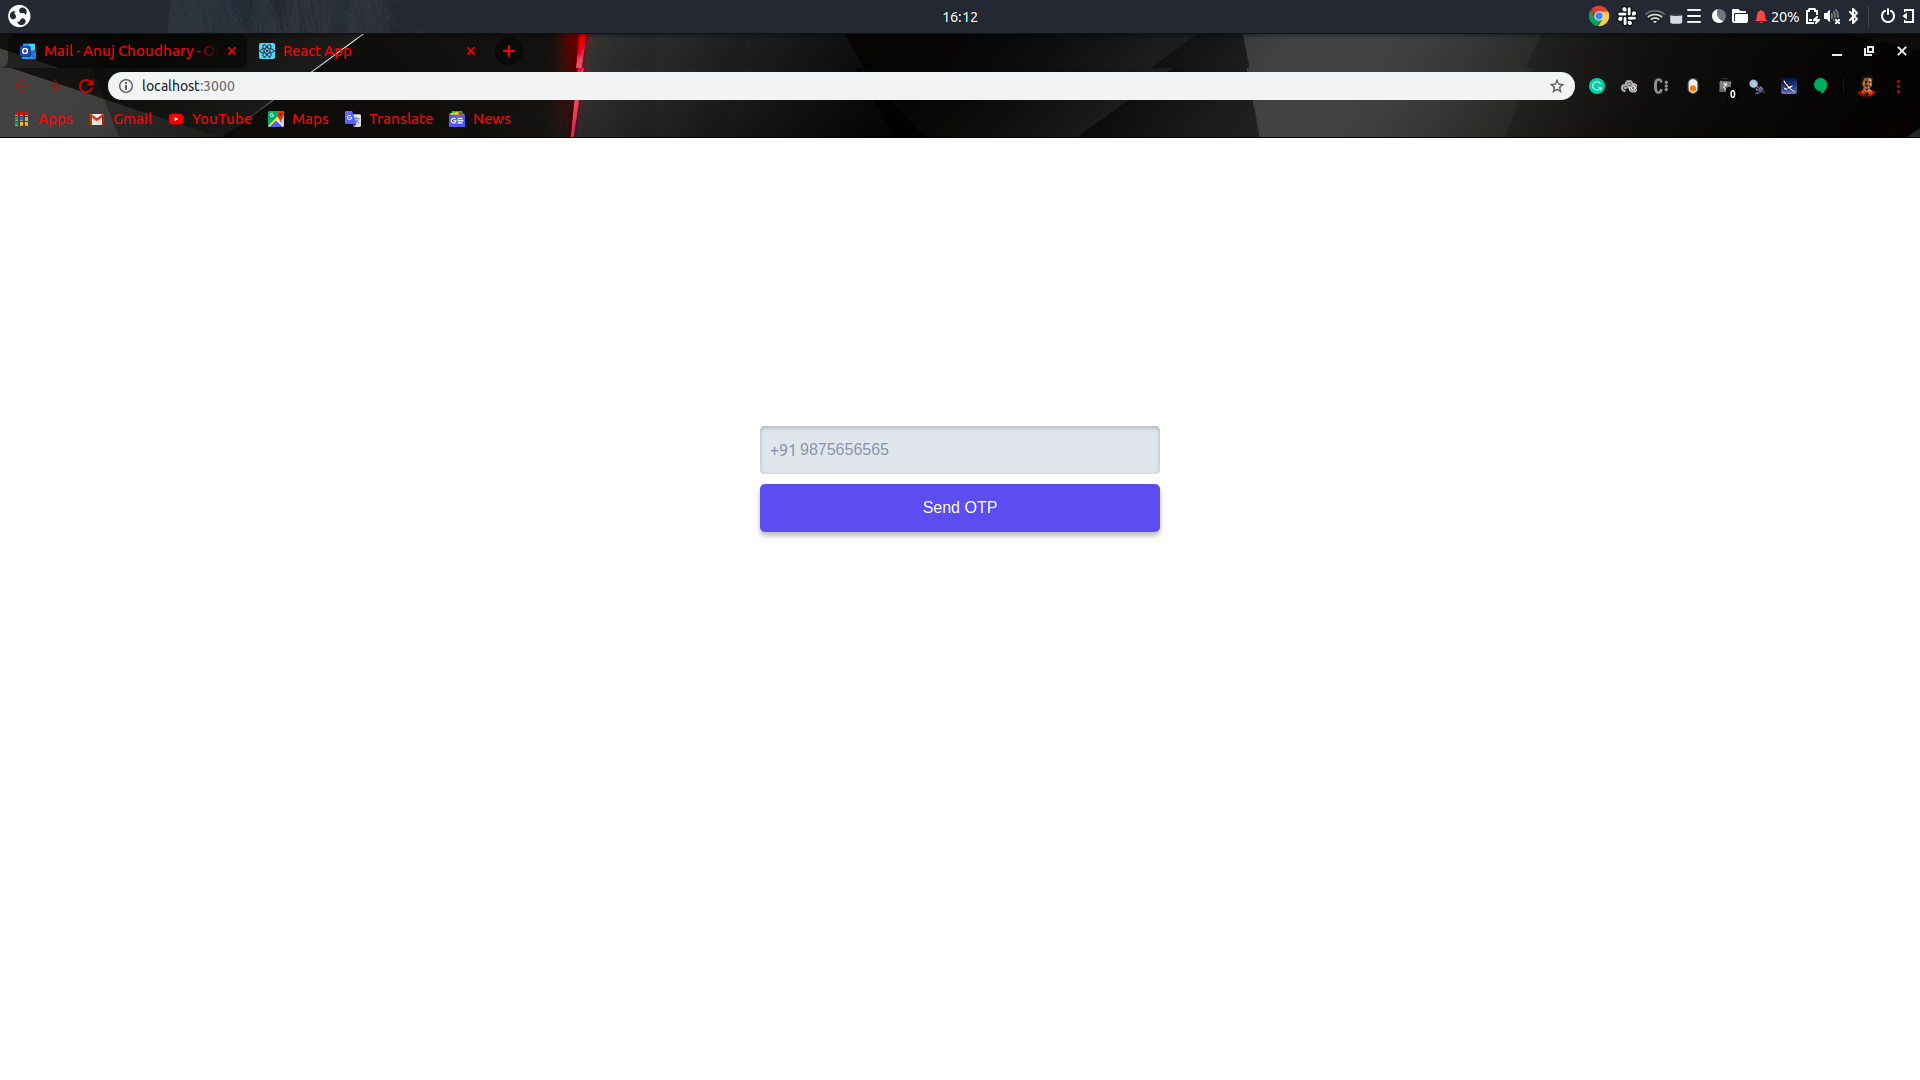 16:12
20%
Mail - Anuj Choudhary - O
React App
localhost:3000
0
Apps
Gmail
YouTube
Maps
Translate
News
+91 9875656565
Send OTP